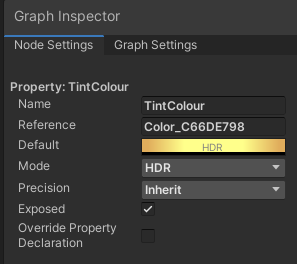 Graph Inspector
Node Settings Graph Settings
Property: TintColour
Name TintColour
Reference Color_C66DE798
Default HDR
Mode HDR
Precision Inherit
Exposed
Override Property
Declaration